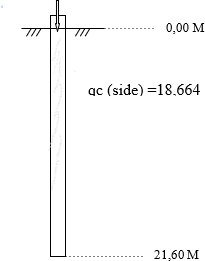 0,00 M
qc (side) =18.664
21,60 M